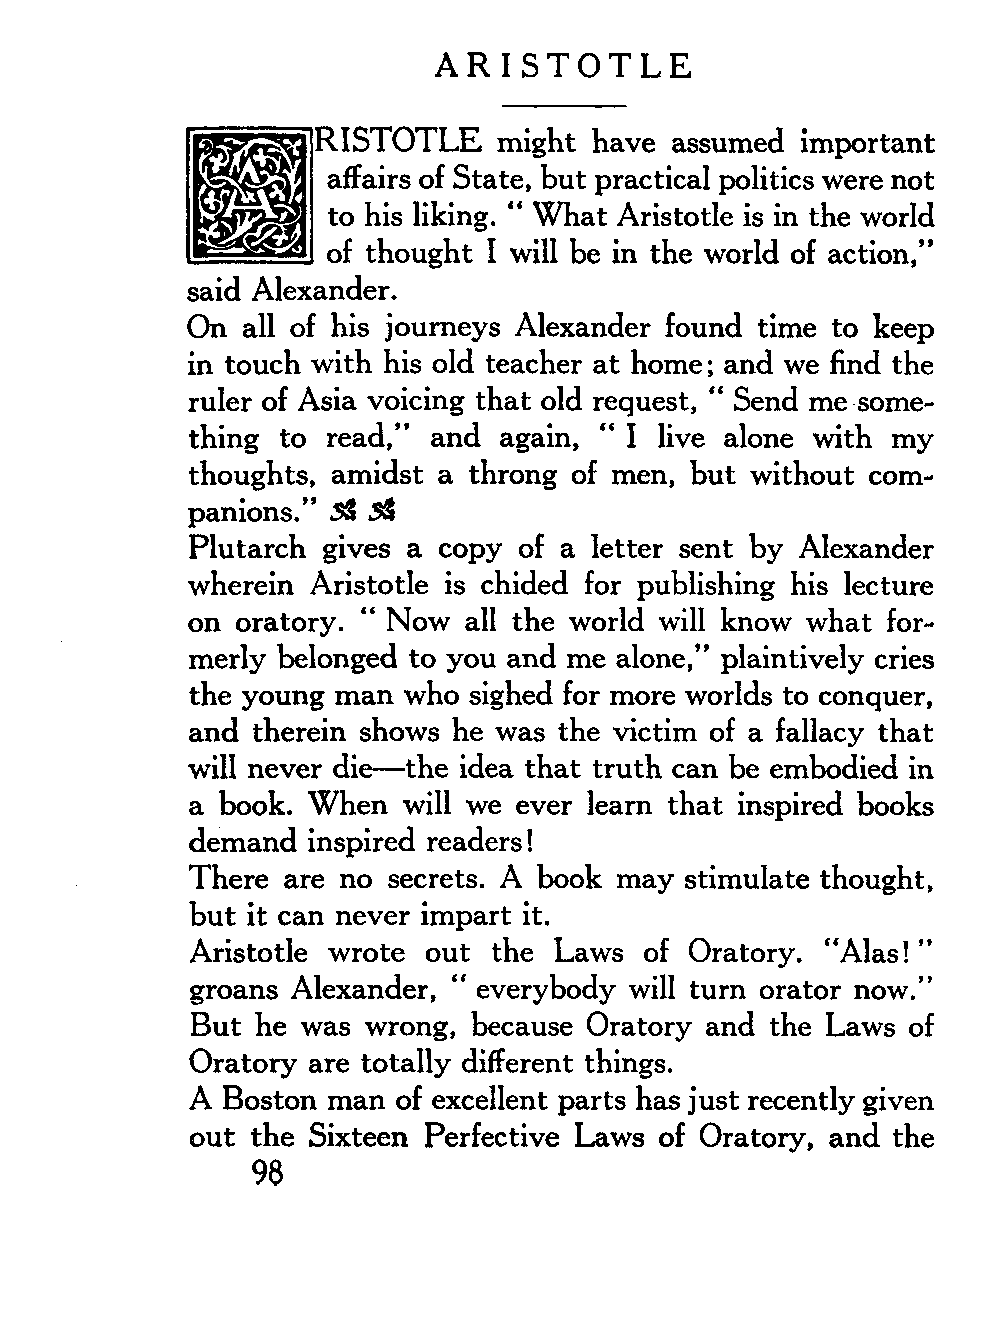 ARISTOTLE
ARISTOTLE might have assumed important
affairs of State, but practical politics were not
to his liking. “ What Aristotle is in the world
of thought I will be in the world of action,”
said Alexander.
On all of his journeys Alexander found time to keep
in touch with his old teacher at home; and we find the
ruler of Asia voicing that old request, “ Send me some-
thing to read,” and again, “ I live alone with my
thoughts, amidst a throng of men, but without com-
panions.”
Plutarch gives a copy of a letter sent by Alexander
wherein Aristotle is chided for publishing his lecture
on oratory. “ Now all the world will know what for-
merly belonged to you and me alone,” plaintively cries
the young man who sighed for more worlds to conquer,
and therein shows he was the victim of a fallacy that
will never die—the idea that truth can be embodied in
a book. When will we ever learn that inspired books
demand inspired readers!
There are no secrets. A book may stimulate thought,
but it can never impart it.
Aristotle wrote out the Laws of Oratory. “Alas! ”
groans Alexander, “ everybody will turn orator now.”
But he was wrong, because Oratory and the Laws of
Oratory are totally different things.
A Boston man of excellent parts has just recently given
out the Sixteen Perfective Laws of Oratory, and the
98